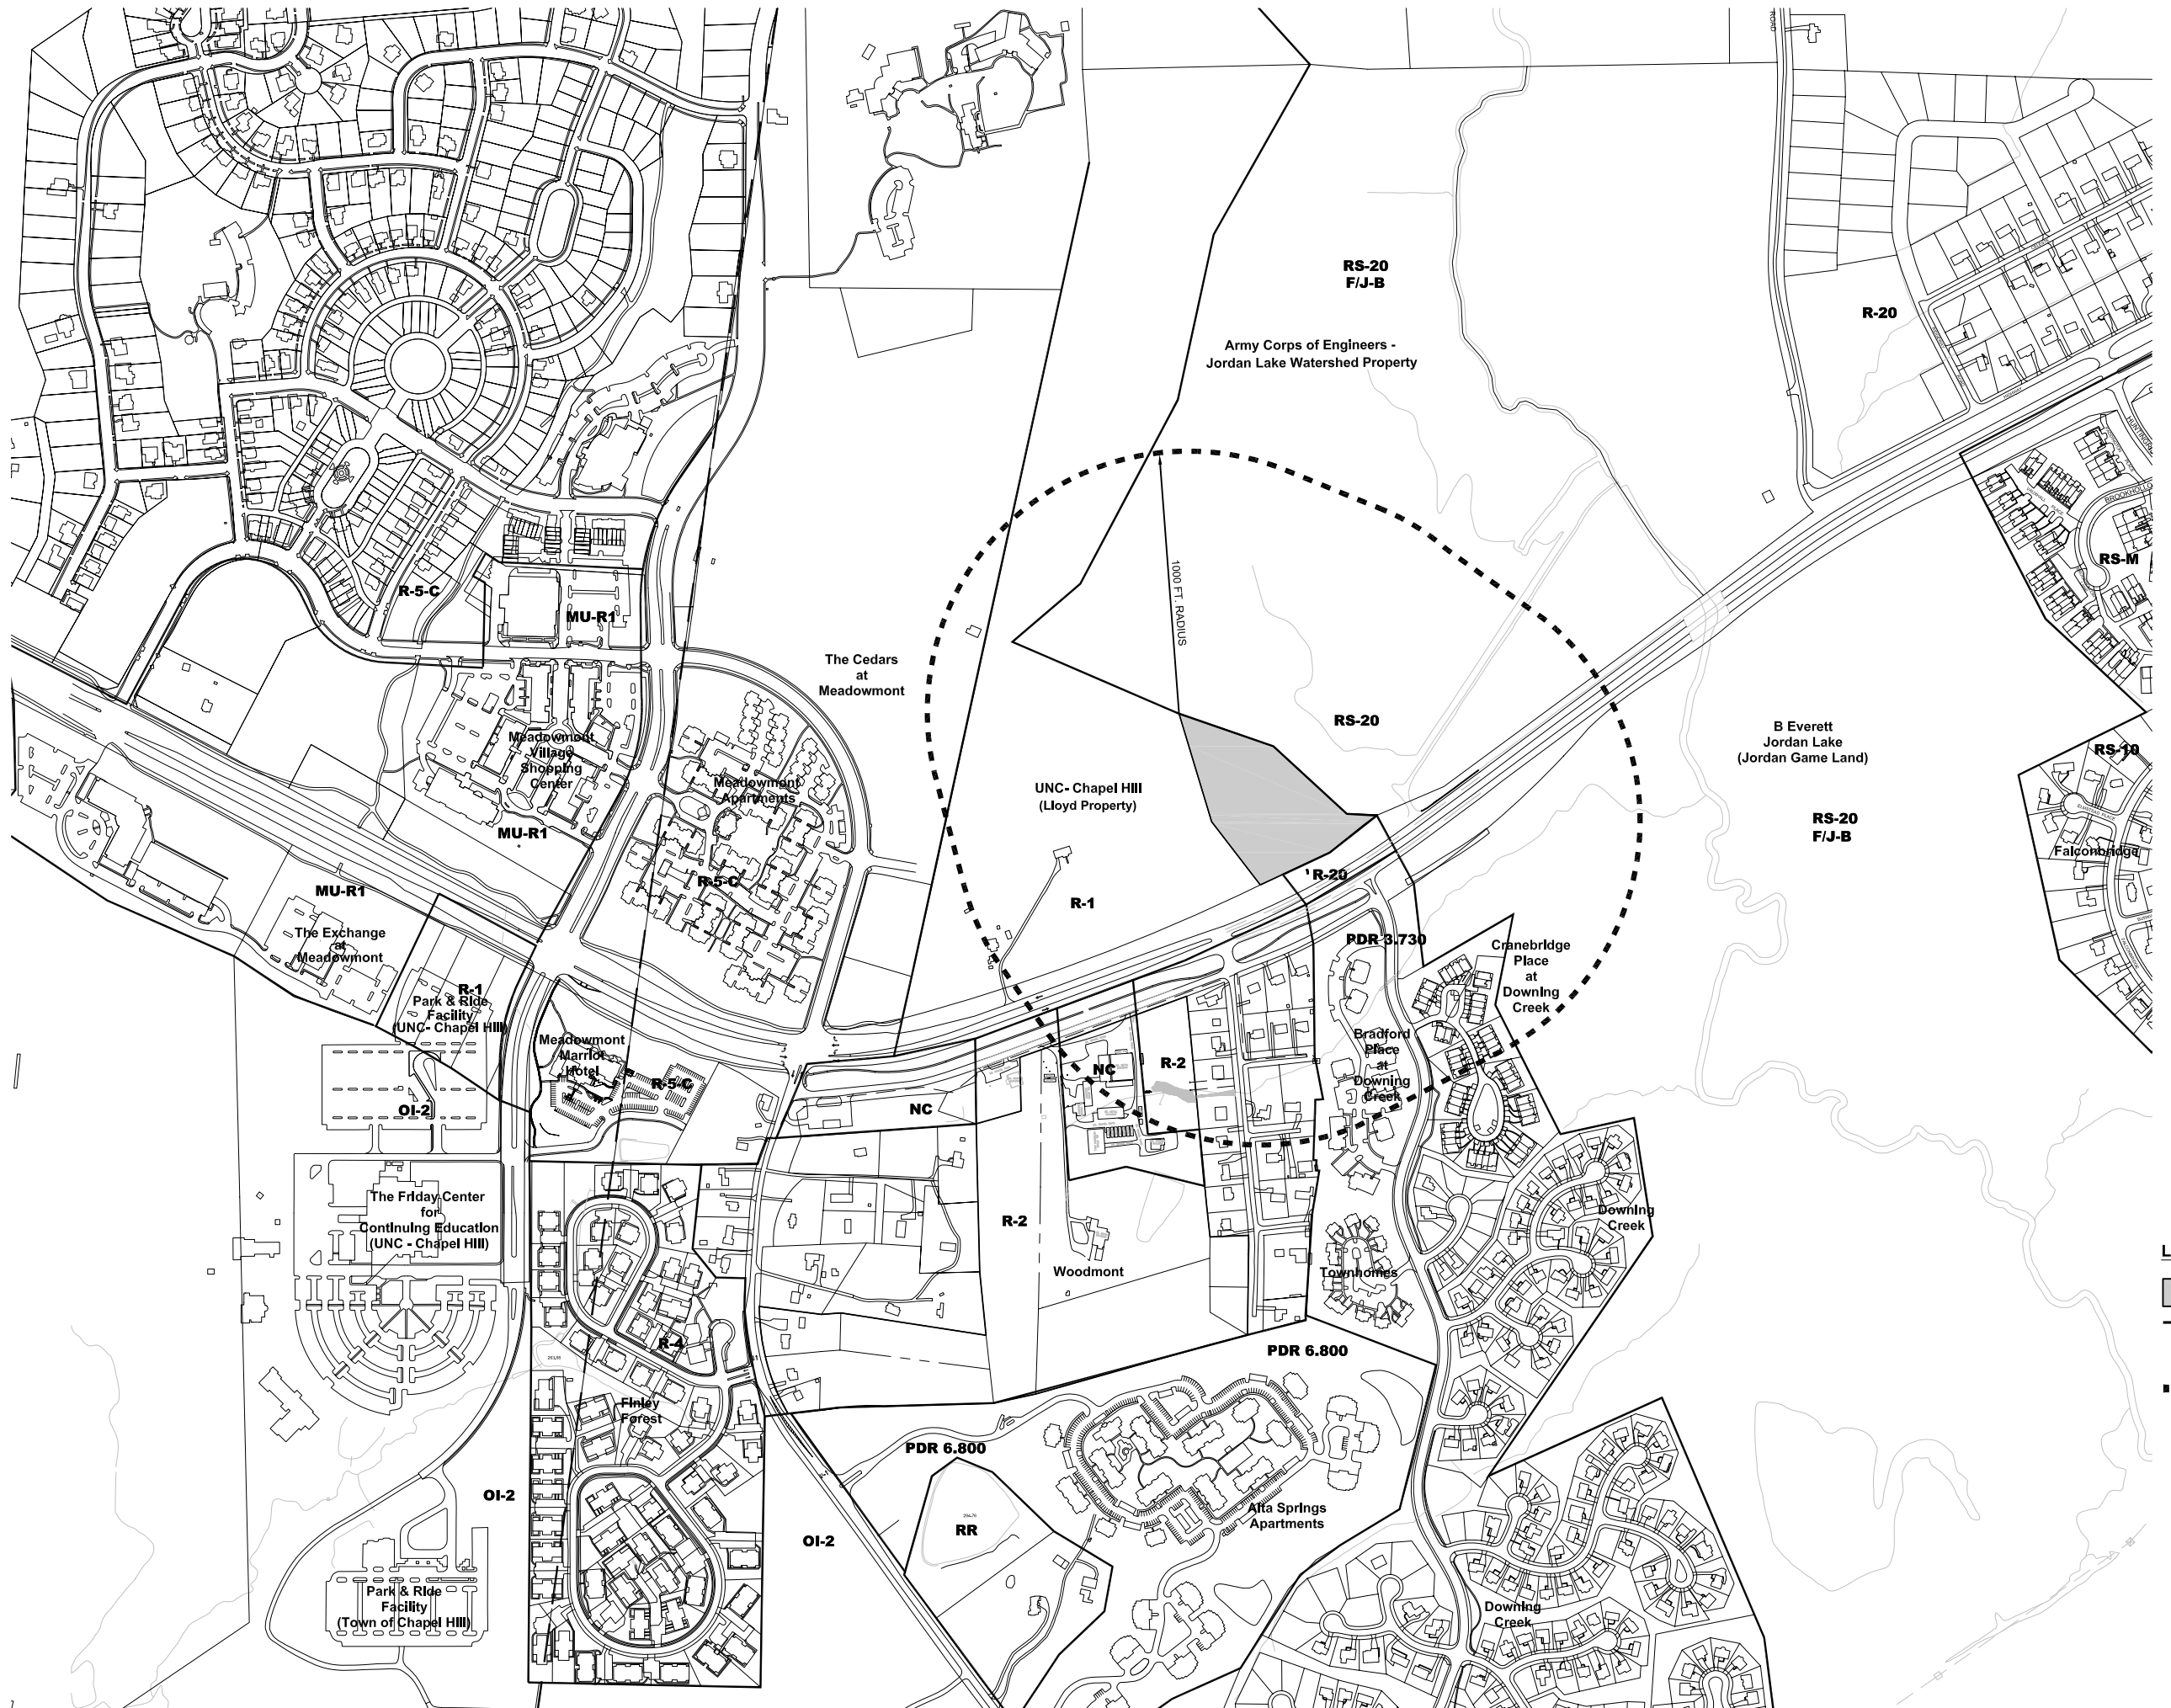 RS-20
F/J-B
R-20
Army Corps of Engineers -
Jordan Lake Watershed Property
RS-M
1000 FT. RADIUS
R-5-C
MU-R1
The Cedars
at
Meadowmont
RS-20
B Everett
Jordan Lake
(Jordan Game Land)
RS-10
Meadowmont
Village
Shopping
Center
Meadowmont
Apartments
UNC- Chapel Hill
(Lloyd Property)
MU-R1
RS-20
F/J-B
Falconbridge
R-5-C
R-20
MU-R1
R-1
The Exchange
at
Meadowmont
PDR 3.730
Cranebridge
Place
at
Downing
Creek
R-1
Park & Ride
Facility
(UNC- Chapel Hill)
Meadowmont
Marriot
Hotel
R-5-C
Bradford
Place
at
Downing
Creek
NC
R-2
OI-2
NC
The Friday Center
for
Continuing Education
(UNC - Chapel Hill)
R-2
Downing
Creek
Woodmont
Townhomes
R-4
PDR 6.800
Finley
Forest
PDR 6.800
OI-2
RR
Alta Springs
Apartments
OI-2
Park & Ride
Facility
(Town of Chapel Hill)
Downing
Creek